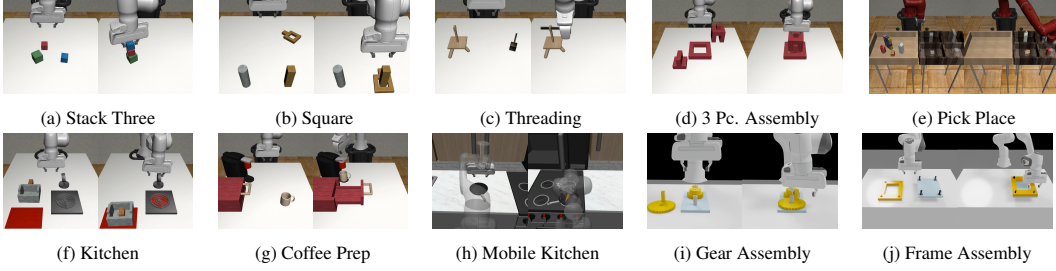 (a) Stack Three
(b) Square
(c) Threading
(d) 3 Pc. Assembly
(e) Pick Place
(f) Kitchen
(g) Coffee Prep
(h) Mobile Kitchen
(i) Gear Assembly
(j) Frame Assembly